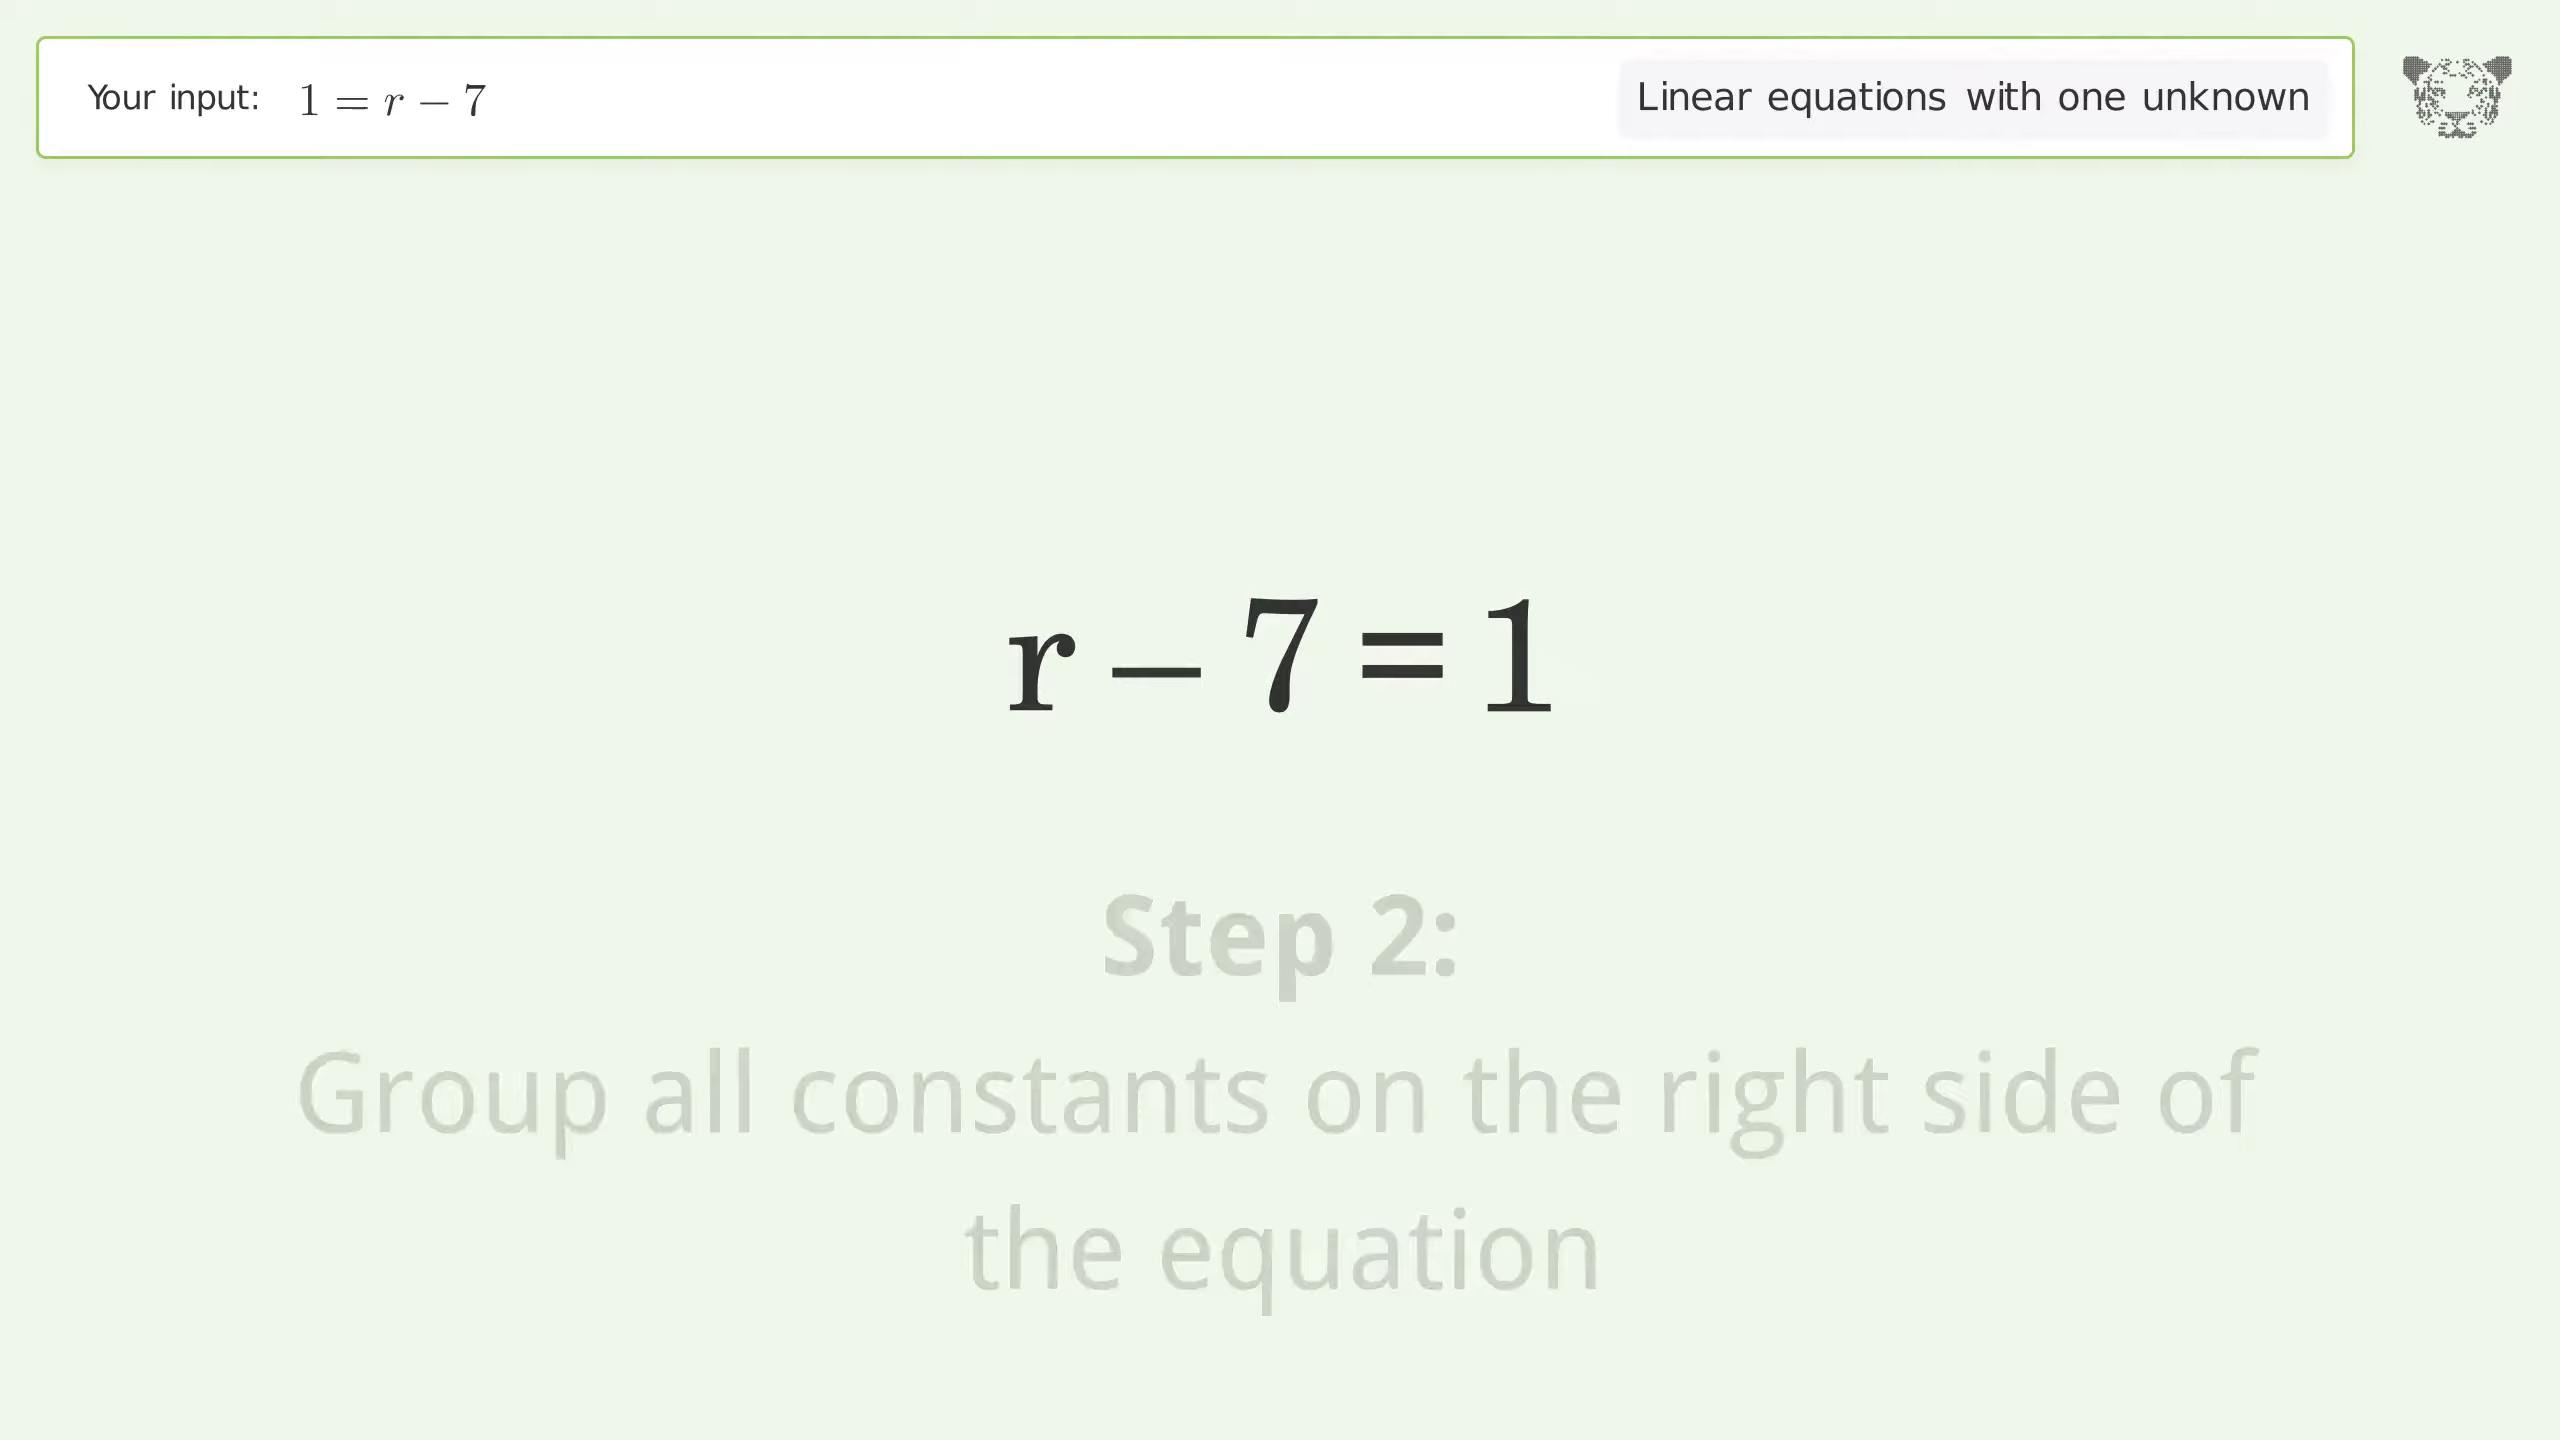 Your input: 1 = r − 7
Linear equations with one unknown
r − 7 = 1
Step 2:
Group all constants on the right side of
the equation